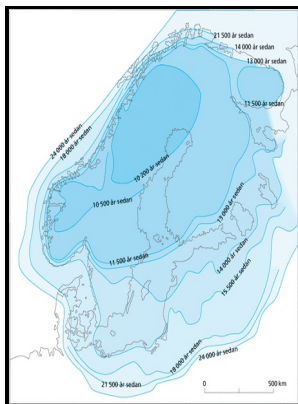 21 500 år sedan
14 000 år sedan
13 000 år sedan
11 500 år sedan
24 000 år sedan
18 000 år sedan
10 200 år sedan
10 500 år sedan
11 500 år sedan
13 000 år sedan
14 000 år sedan
15 500 år sedan
19 000 år sedan
24 000 år sedan
21 500 år sedan
0 500 km